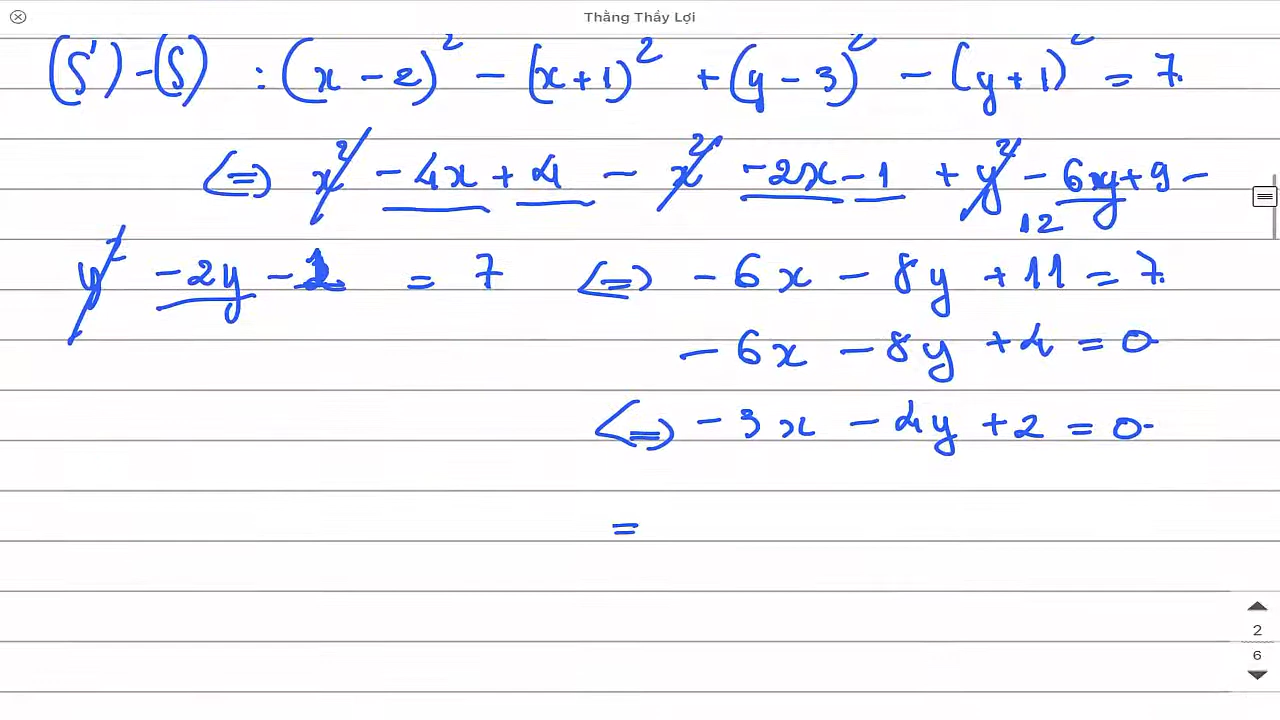 Thằng Thầy Lợi
(S') - (S) : (x - 2)² - (x + 1)² + (y - 3)² - (y + 1)² = 7.
<=> x² - 4x + 4 - x² - 2x - 1 + y² - 6y + 9 -
12
y² - 2y - 1 = 7 <=> - 6x - 8y + 11 = 7.
- 6x - 8y + 4 = 0
<=> - 3x - 4y + 2 = 0.
=
2
6